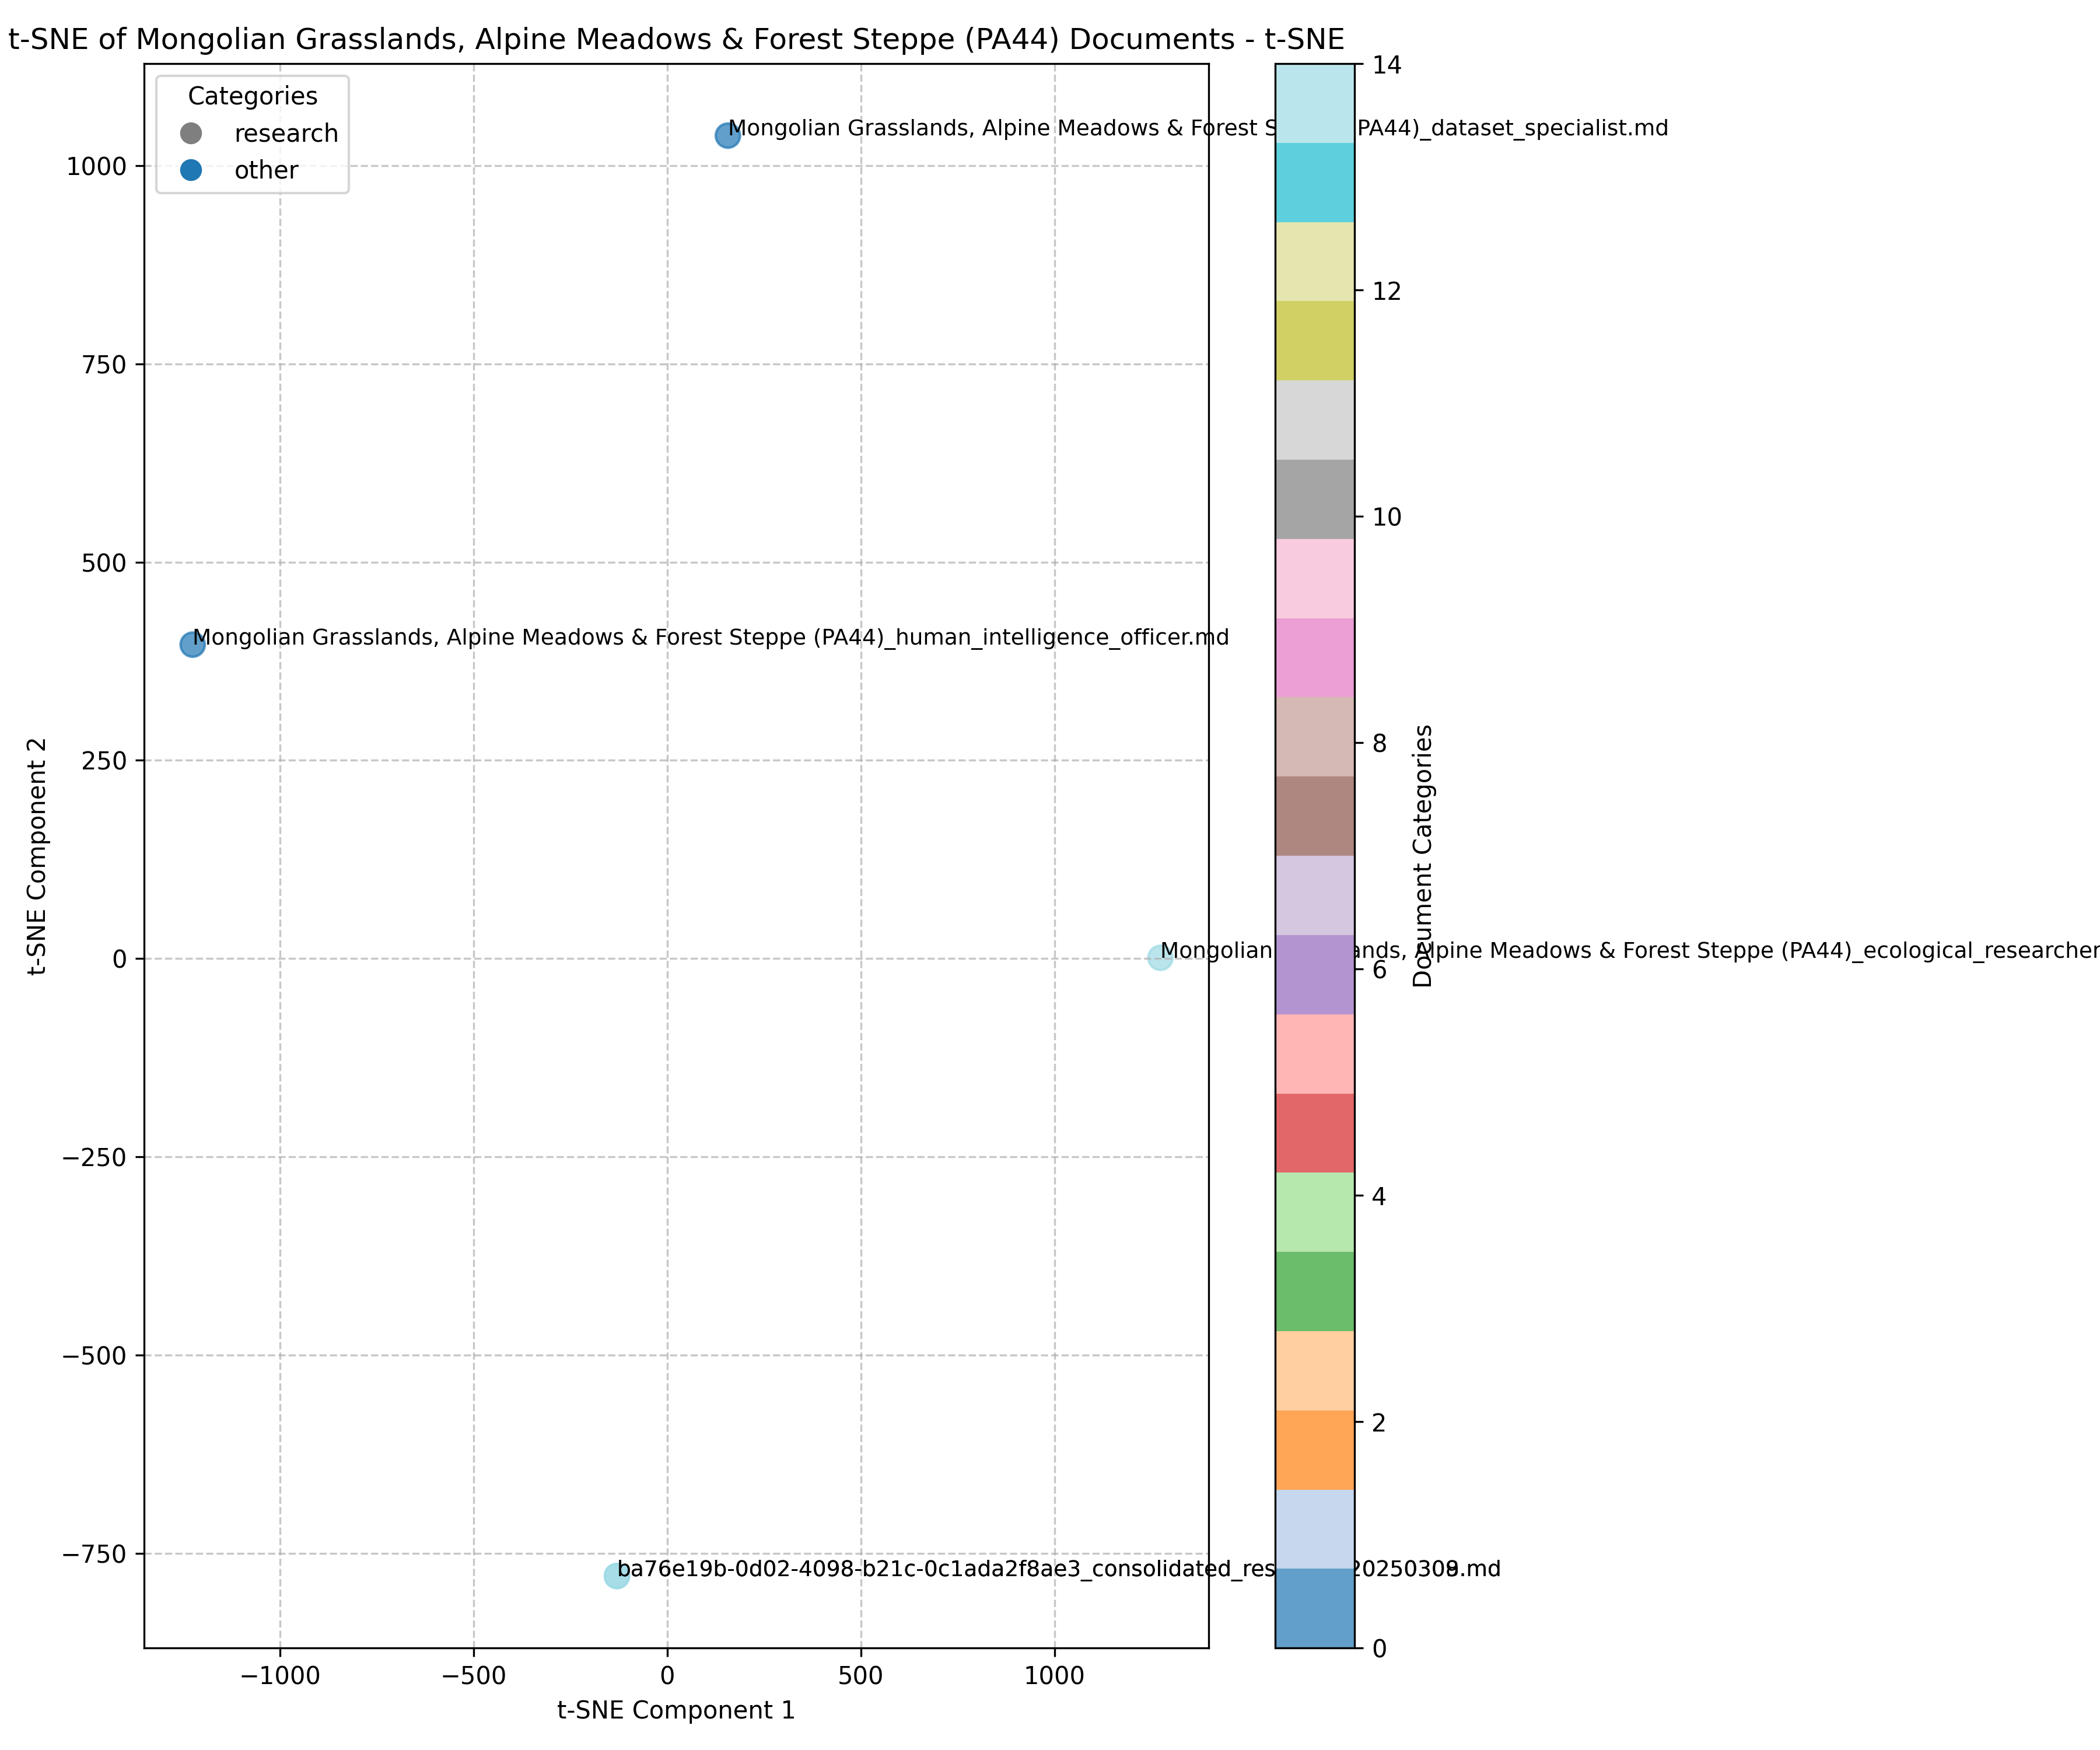 t-SNE of Mongolian Grasslands, Alpine Meadows & Forest Steppe (PA44) Documents - t-SNE
Categories
research
other
Mongolian Grasslands, Alpine Meadows & Forest S PA44)_dataset_specialist.md
Mongolian Grasslands, Alpine Meadows & Forest Steppe (PA44)_human_intelligence_officer.md
Mongolian ands, Alpine Meadows & Forest Steppe (PA44)_ecological_researcher
ba76e19b-0d02-4098-b21c-0c1ada2f8ae3_consolidated_res .md
1000
750
500
250
0
−250
−500
−750
t-SNE Component 2
−1000
−500
0
500
1000
t-SNE Component 1
14
12
10
8
6
4
2
0
Document Categories